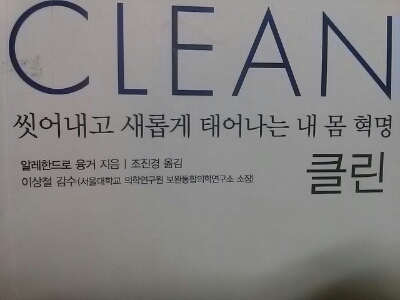 CLEAN
씻어내고 새롭게 태어나는 내 몸 혁명
알레한드로 융거 지음 | 조진경 옮김
이상철 감수(서울대학교 의학연구원 보완통합의학연구소 소장)
클린